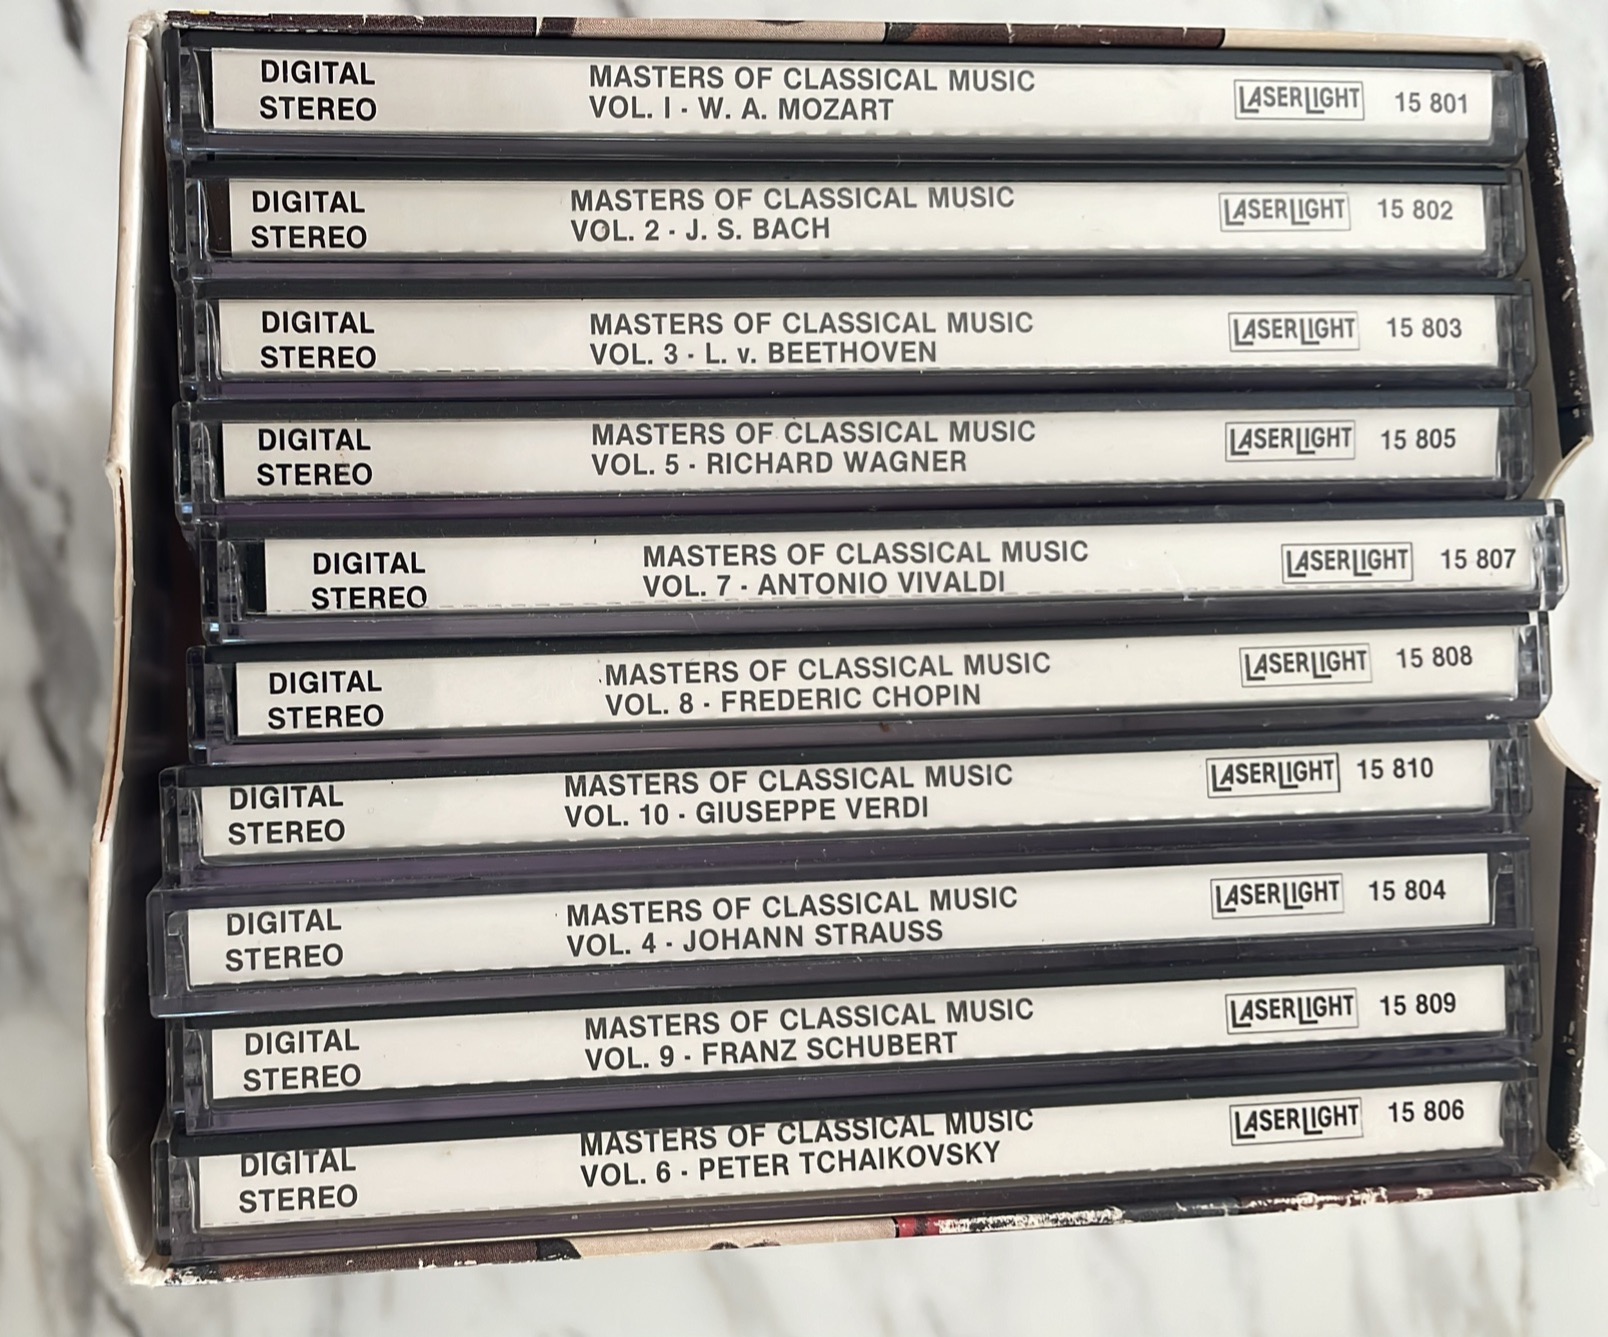 DIGITAL
STEREO
MASTERS OF CLASSICAL MUSIC
VOL. I - W. A. MOZART
LASERLIGHT
15 801
DIGITAL
STEREO
MASTERS OF CLASSICAL MUSIC
VOL. 2 - J. S. BACH
LASERLIGHT
15 802
DIGITAL
STEREO
MASTERS OF CLASSICAL MUSIC
VOL. 3 - L. v. BEETHOVEN
LASERLIGHT
15 803
DIGITAL
STEREO
MASTERS OF CLASSICAL MUSIC
VOL. 5 - RICHARD WAGNER
LASERLIGHT
15 805
DIGITAL
STEREO
MASTERS OF CLASSICAL MUSIC
VOL. 7 - ANTONIO VIVALDI
LASERLIGHT
15 807
DIGITAL
STEREO
MASTERS OF CLASSICAL MUSIC
VOL. 8 - FREDERIC CHOPIN
LASERLIGHT
15 808
DIGITAL
STEREO
MASTERS OF CLASSICAL MUSIC
VOL. 10 - GIUSEPPE VERDI
LASERLIGHT
15 810
DIGITAL
STEREO
MASTERS OF CLASSICAL MUSIC
VOL. 4 - JOHANN STRAUSS
LASERLIGHT
15 804
DIGITAL
STEREO
MASTERS OF CLASSICAL MUSIC
VOL. 9 - FRANZ SCHUBERT
LASERLIGHT
15 809
DIGITAL
STEREO
MASTERS OF CLASSICAL MUSIC
VOL. 6 - PETER TCHAIKOVSKY
LASERLIGHT
15 806